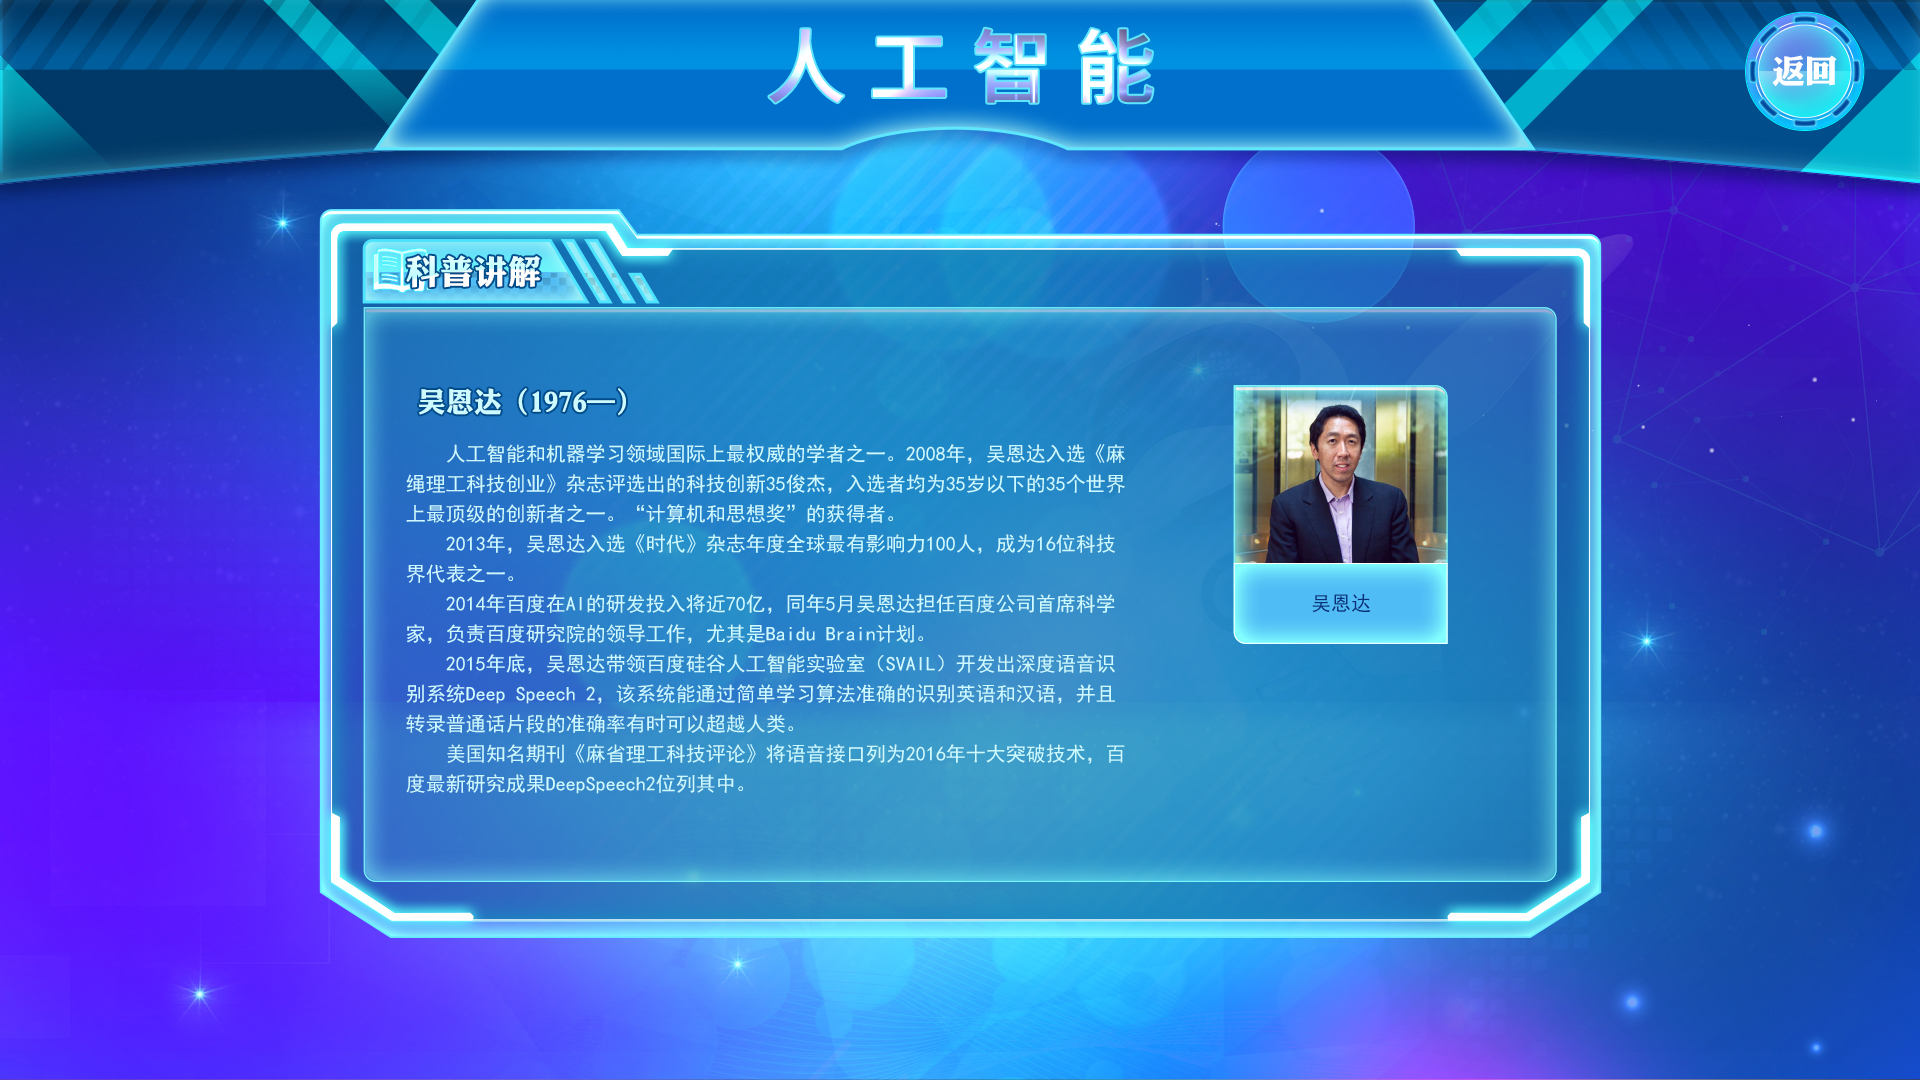 人工智能
返回
科普讲解
吴恩达（1976—）
人工智能和机器学习领域国际上最权威的学者之一。2008年，吴恩达入选《麻
绳理工科技创业》杂志评选出的科技创新35俊杰，入选者均为35岁以下的35个世界
上最顶级的创新者之一。“计算机和思想奖”的获得者。
2013年，吴恩达入选《时代》杂志年度全球最有影响力100人，成为16位科技
界代表之一。
2014年百度在AI的研发投入将近70亿，同年5月吴恩达担任百度公司首席科学
家，负责百度研究院的领导工作，尤其是Baidu Brain计划。
2015年底，吴恩达带领百度硅谷人工智能实验室（SVAIL）开发出深度语音识
别系统Deep Speech 2，该系统能通过简单学习算法准确的识别英语和汉语，并且
转录普通话片段的准确率有时可以超越人类。
美国知名期刊《麻省理工科技评论》将语音接口列为2016年十大突破技术，百
度最新研究成果DeepSpeech2位列其中。
吴恩达